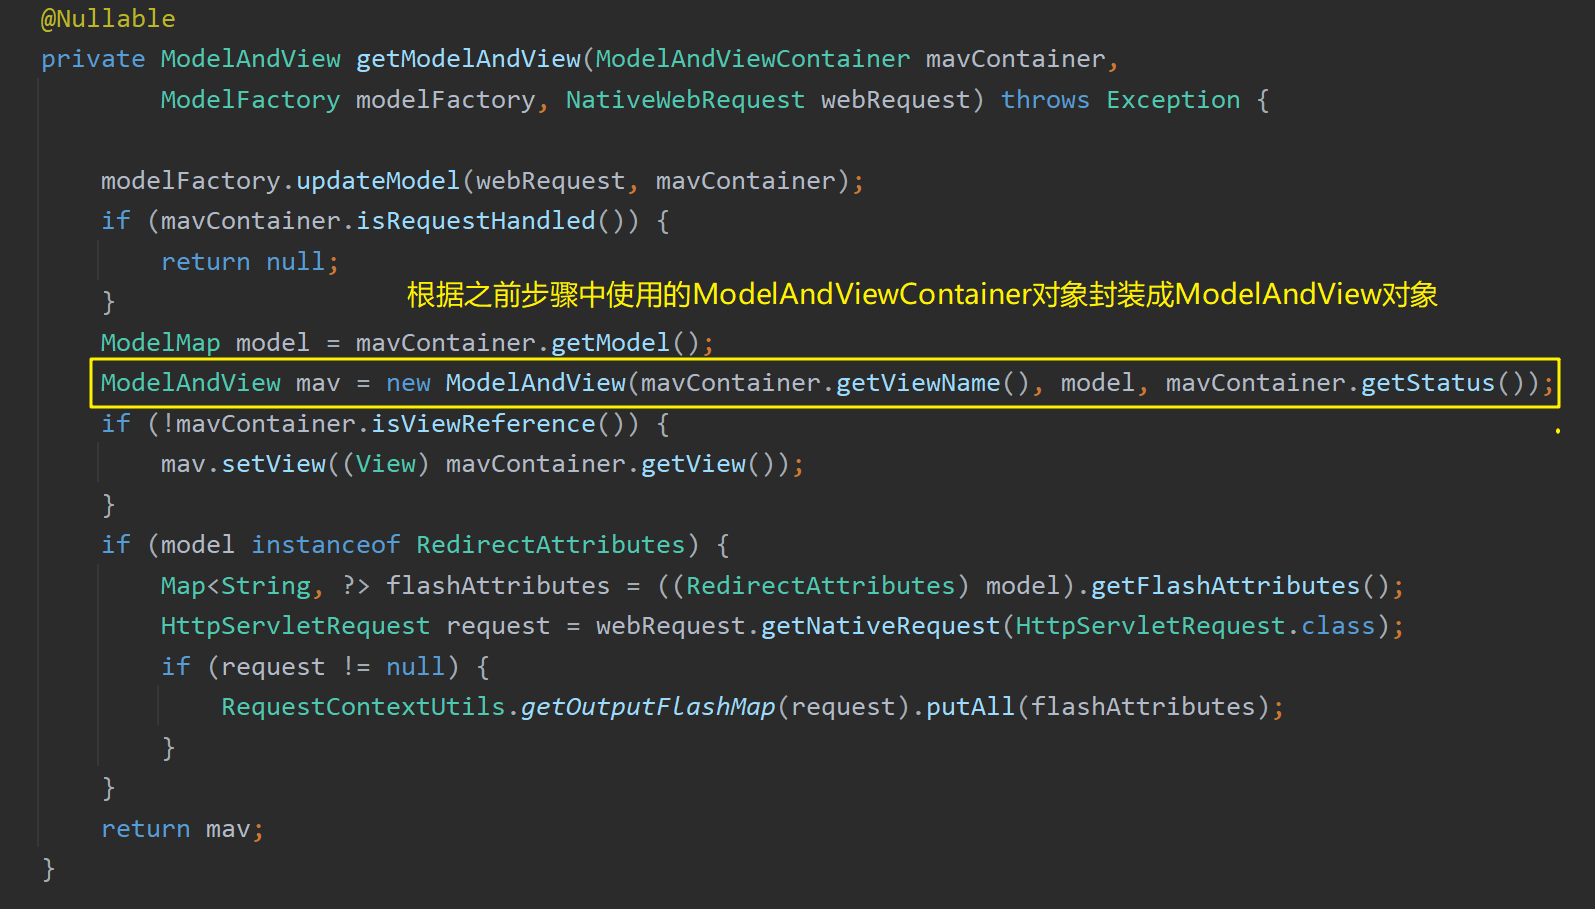 @Nullable
private ModelAndView getModelAndView(ModelAndViewContainer mavContainer,
ModelFactory modelFactory, NativeWebRequest webRequest) throws Exception {
modelFactory.updateModel(webRequest, mavContainer);
if (mavContainer.isRequestHandled()) {
return null;
}
根据之前步骤中使用的ModelAndViewContainer对象封装成ModelAndView对象
ModelMap model = mavContainer.getModel();
ModelAndView mav = new ModelAndView(mavContainer.getViewName(), model, mavContainer.getStatus());
if (!mavContainer.isViewReference()) {
mav.setView((View) mavContainer.getView());
}
if (model instanceof RedirectAttributes) {
Map<String, ?> flashAttributes = ((RedirectAttributes) model).getFlashAttributes();
HttpServletRequest request = webRequest.getNativeRequest(HttpServletRequest.class);
if (request != null) {
RequestContextUtils.getOutputFlashMap(request).putAll(flashAttributes);
}
}
return mav;
}